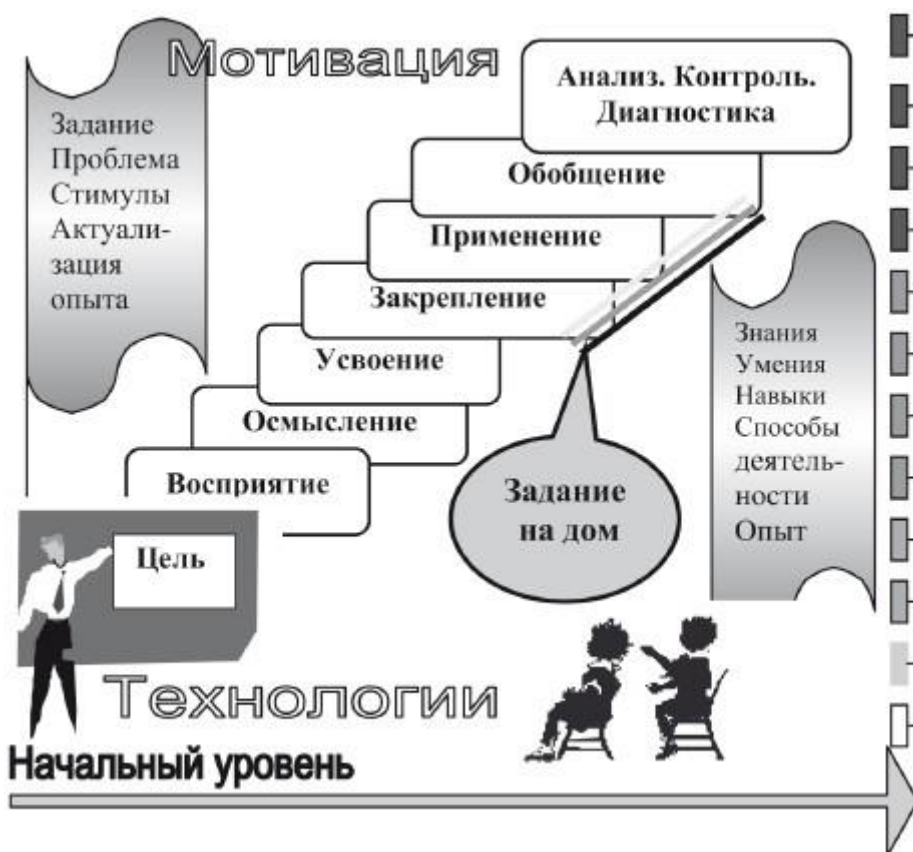 Мотивация
Задание
Проблема
Стимулы
Актуали-
зация
опыта
Анализ. Контроль.
Диагностика
Обобщение
Применение
Закрепление
Усвоение
Осмысление
Восприятие
Цель
Задание
на дом
Знания
Умения
Навыки
Способы
деятель-
ности
Опыт
Технологии
Начальный уровень